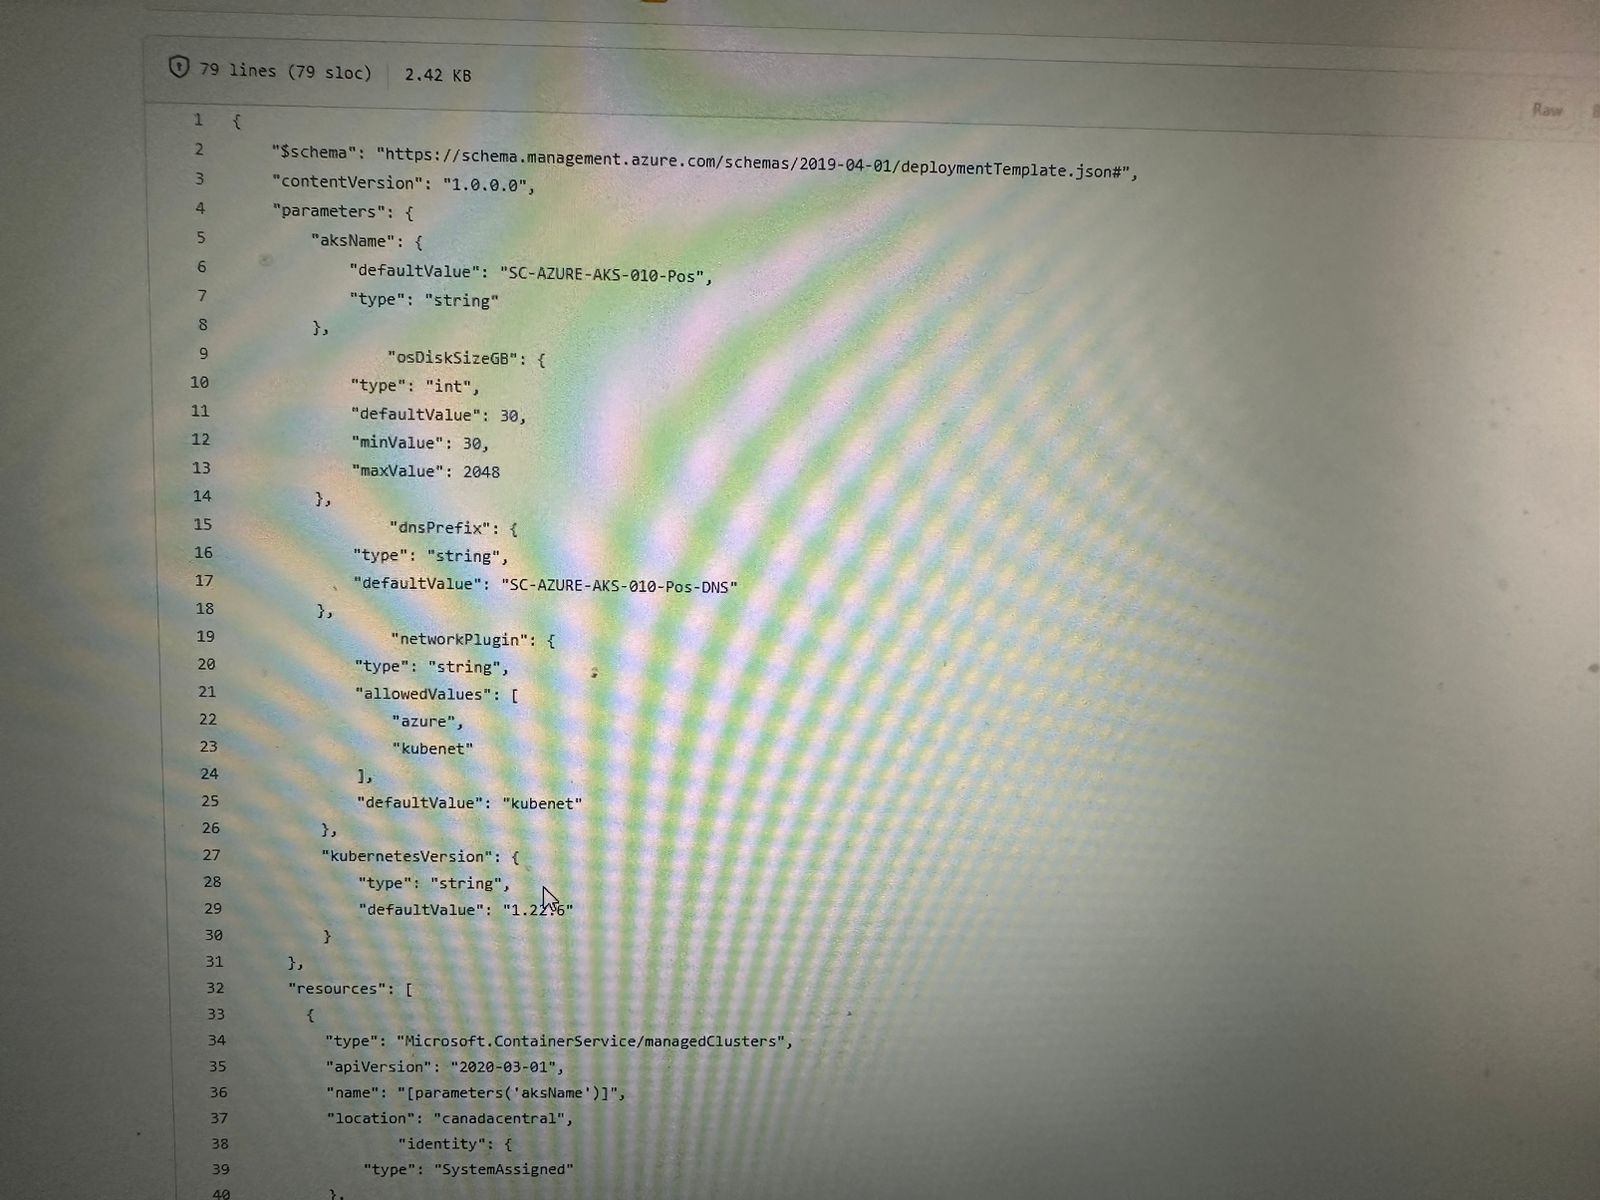 79 lines (79 sloc) 2.42 KB
Raw
1 {
2 "$schema": "https://schema.management.azure.com/schemas/2019-04-01/deploymentTemplate.json#",
3 "contentVersion": "1.0.0.0",
4 "parameters": {
5 "aksName": {
6 "defaultValue": "SC-AZURE-AKS-010-Pos",
7 "type": "string"
8 },
9 "osDiskSizeGB": {
10 "type": "int",
11 "defaultValue": 30,
12 "minValue": 30,
13 "maxValue": 2048
14 },
15 "dnsPrefix": {
16 "type": "string",
17 "defaultValue": "SC-AZURE-AKS-010-Pos-DNS"
18 },
19 "networkPlugin": {
20 "type": "string",
21 "allowedValues": [
22 "azure",
23 "kubenet"
24 ],
25 "defaultValue": "kubenet"
26 },
27 "kubernetesVersion": {
28 "type": "string",
29 "defaultValue": "1.22.6"
30 }
31 },
32 "resources": [
33 {
34 "type": "Microsoft.ContainerService/managedClusters",
35 "apiVersion": "2020-03-01",
36 "name": "[parameters('aksName')]",
37 "location": "canadacentral",
38 "identity": {
39 "type": "SystemAssigned"
40 },